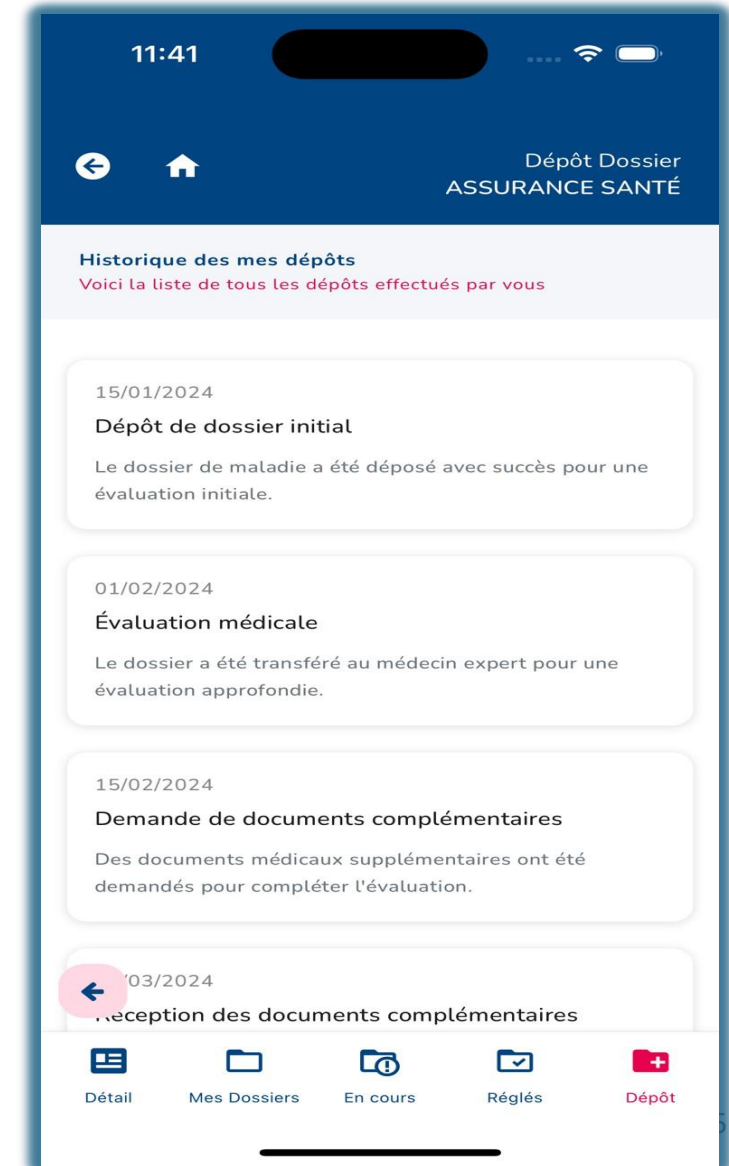 11:41
Dépôt Dossier
ASSURANCE SANTÉ
Historique des mes dépôts
Voici la liste de tous les dépôts effectués par vous
15/01/2024
Dépôt de dossier initial
Le dossier de maladie a été déposé avec succès pour une
évaluation initiale.
01/02/2024
Évaluation médicale
Le dossier a été transféré au médecin expert pour une
évaluation approfondie.
15/02/2024
Demande de documents complémentaires
Des documents médicaux supplémentaires ont été
demandés pour compléter l'évaluation.
/03/2024
Réception des documents complémentaires
Détail
Mes Dossiers
En cours
Réglés
Dépôt